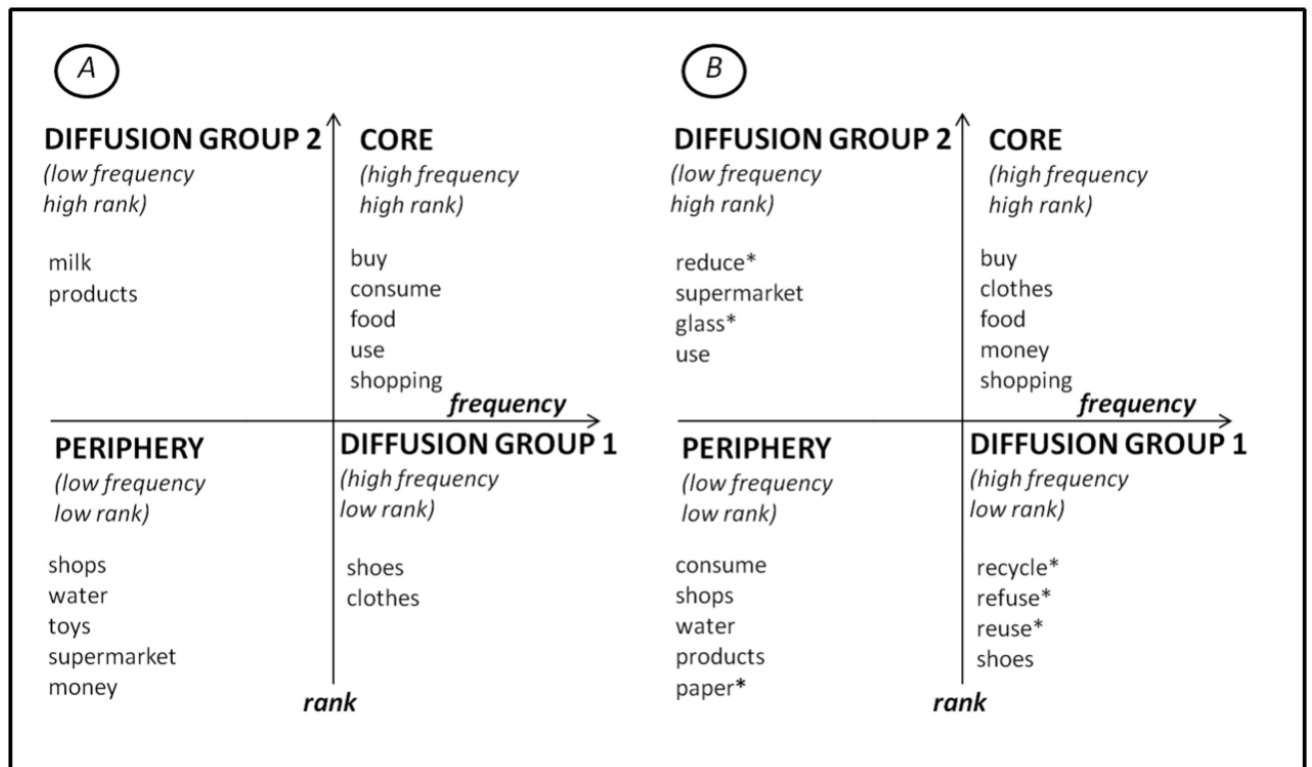 A
DIFFUSION GROUP 2
(low frequency
high rank)
milk
products
CORE
(high frequency
high rank)
buy
consume
food
use
shopping
frequency
PERIPHERY
(low frequency
low rank)
shops
water
toys
supermarket
money
DIFFUSION GROUP 1
(high frequency
low rank)
shoes
clothes
rank
B
DIFFUSION GROUP 2
(low frequency
high rank)
reduce*
supermarket
glass*
use
CORE
(high frequency
high rank)
buy
clothes
food
money
shopping
frequency
PERIPHERY
(low frequency
low rank)
consume
shops
water
products
paper*
DIFFUSION GROUP 1
(high frequency
low rank)
recycle*
refuse*
reuse*
shoes
rank